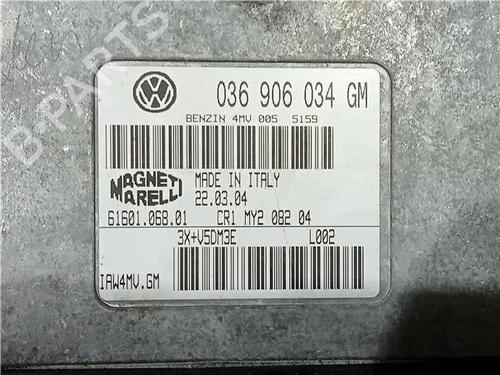 B-PARTS
036 906 034 GM
BENZIN 4MV 005 5159
MAGNETI
MARELLI
MADE IN ITALY
22.03.04
61601.068.01 CR1 MY2 082 04
3X+V5DM3E L002
IAW4MV.GM